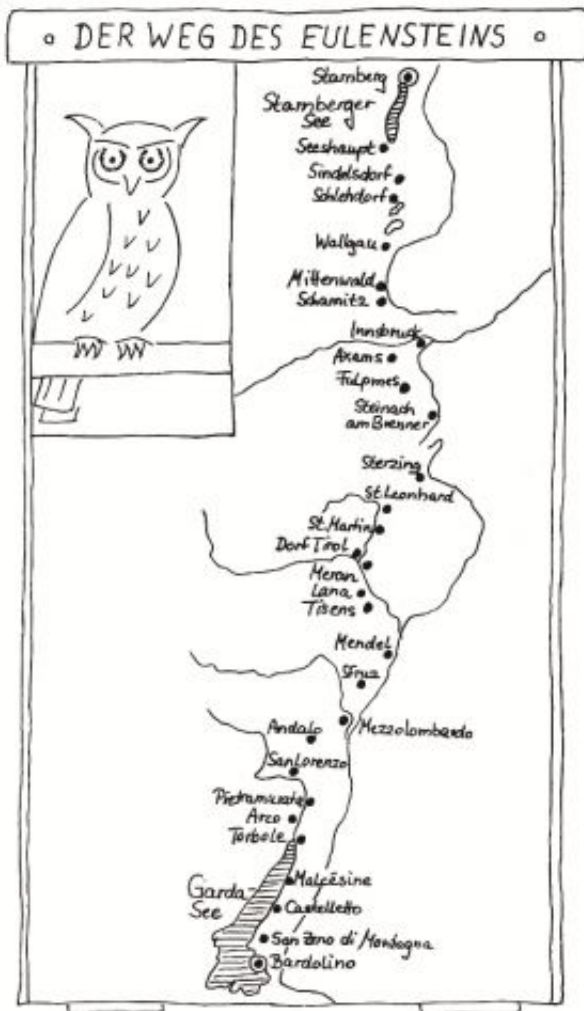 DER WEG DES EULENSTEINS
Starnberg
Starnberger
See
Seeshaupt
Sindelsdorf
Schlehdorf
Wallgau
Mittenwald
Scharnitz
Innsbruck
Axams
Fulpmes
Steinach
am Brenner
Sterzing
St. Leonhard
St. Martin
Dorf Tirol
Meran
Lana
Tisens
Mendel
Mezzolombardo
Andalo
San Lorenzo
Pietramurata
Arco
Torbole
Malcèsine
Garda-
See
Castelletto
San Zeno di Montagna
Bardolino